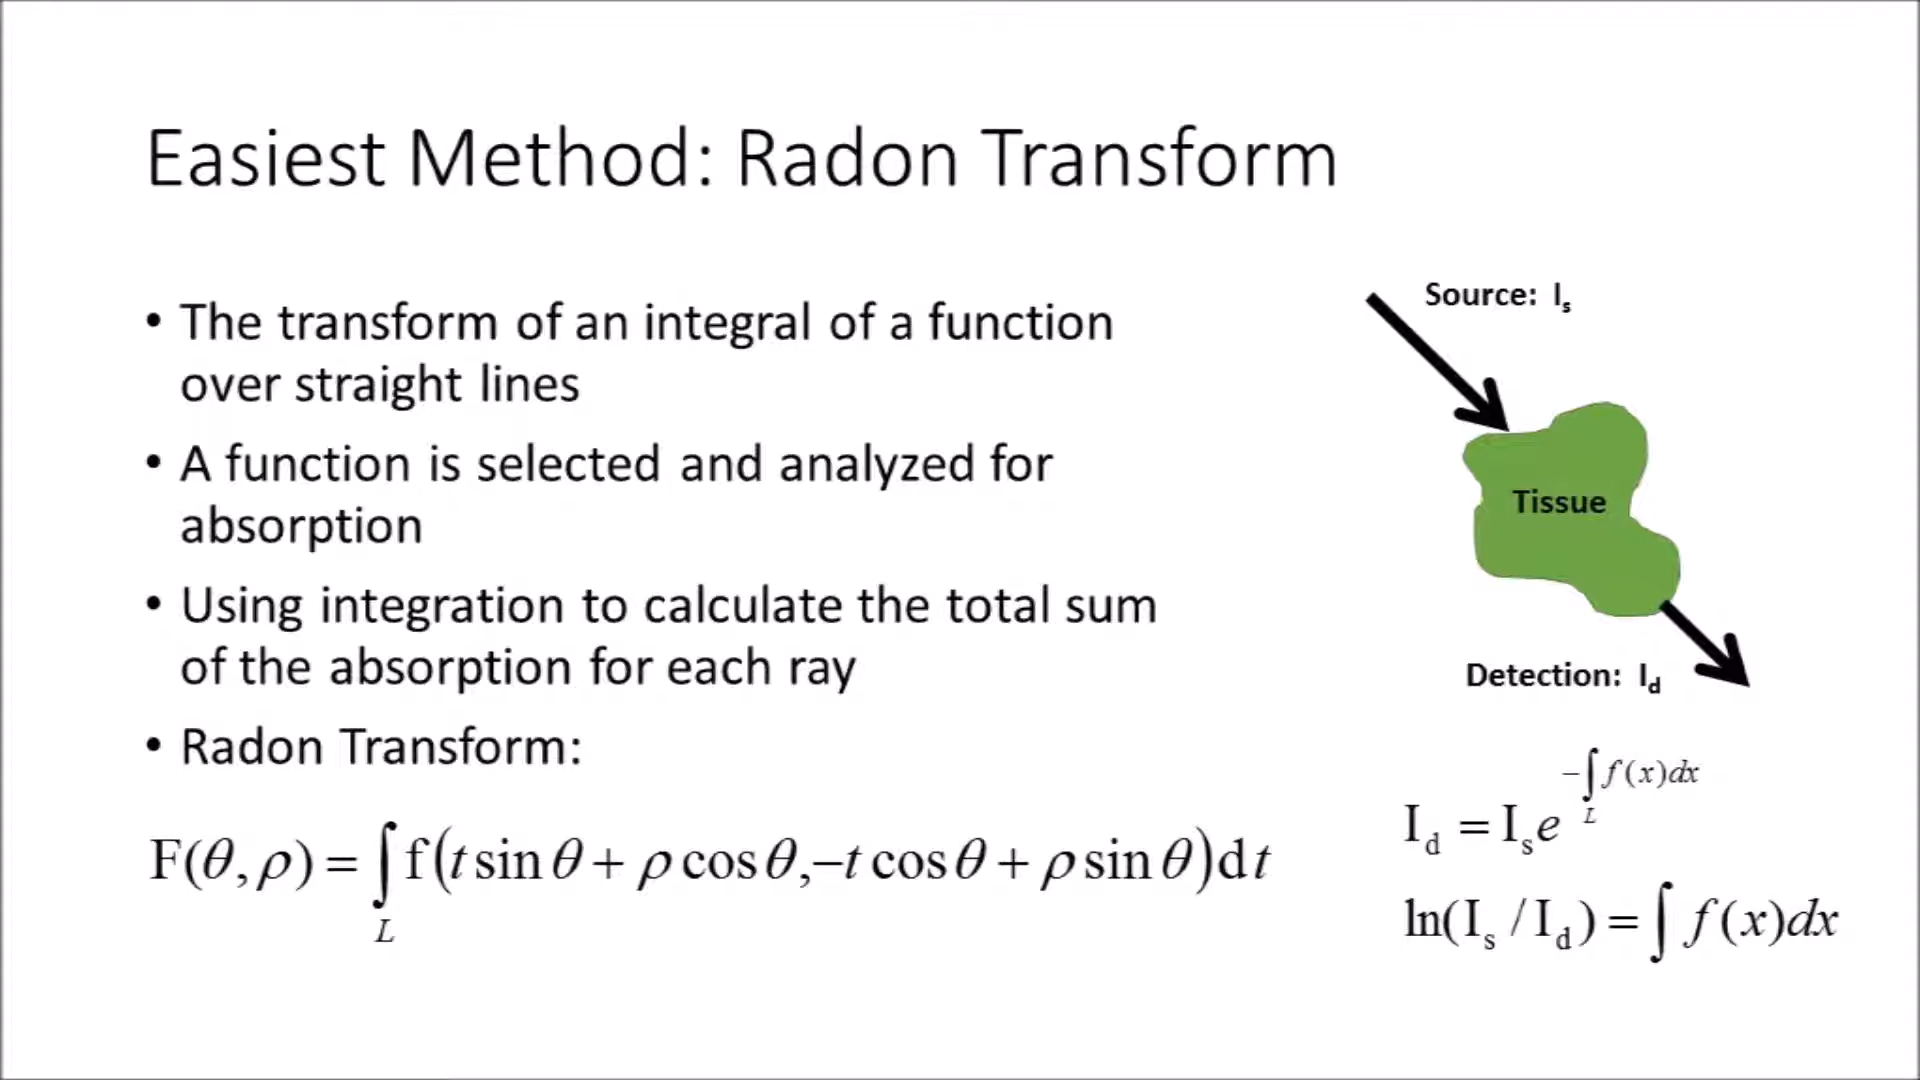 Easiest Method: Radon Transform
• The transform of an integral of a function
over straight lines
• A function is selected and analyzed for
absorption
• Using integration to calculate the total sum
of the absorption for each ray
• Radon Transform:
F(θ,ρ)=∫_L f(t sin θ + ρ cos θ,−t cos θ + ρ sin θ)dt
Source: I_s
Tissue
Detection: I_d
I_d = I_s e^{−∫_L f(x)dx}
ln(I_s / I_d) = ∫ f(x)dx